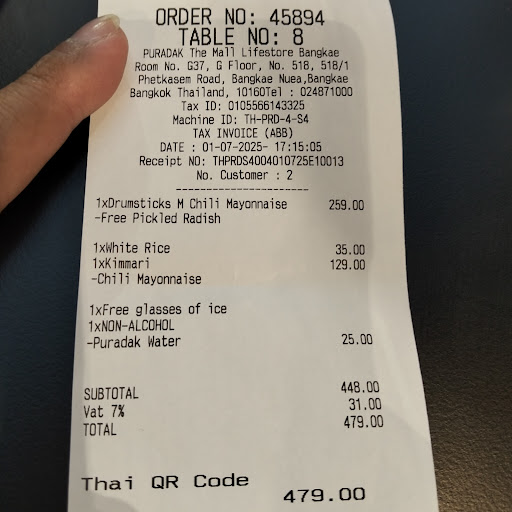 ORDER NO: 45894
TABLE NO: 8
PURADAK The Mall Lifestore Bangkae
Room No. G37, G Floor, No. 518, 518/1
Phetkasem Road, Bangkae Nuea,Bangkae
Bangkok Thailand, 10160Tel : 024871000
Tax ID: 0105566143325
Machine ID: TH-PRD-4-S4
TAX INVOICE (ABB)
DATE : 01-07-2025- 17:15:05
Receipt NO: THPRDS4004010725E10013
No. Customer : 2
----------------------
1xDrumsticks M Chili Mayonnaise 259.00
-Free Pickled Radish
1xWhite Rice 35.00
1xKimmari 129.00
-Chili Mayonnaise
1xFree glasses of ice
1xNON-ALCOHOL
-Puradak Water 25.00
SUBTOTAL 448.00
Vat 7% 31.00
TOTAL 479.00
Thai QR Code 479.00